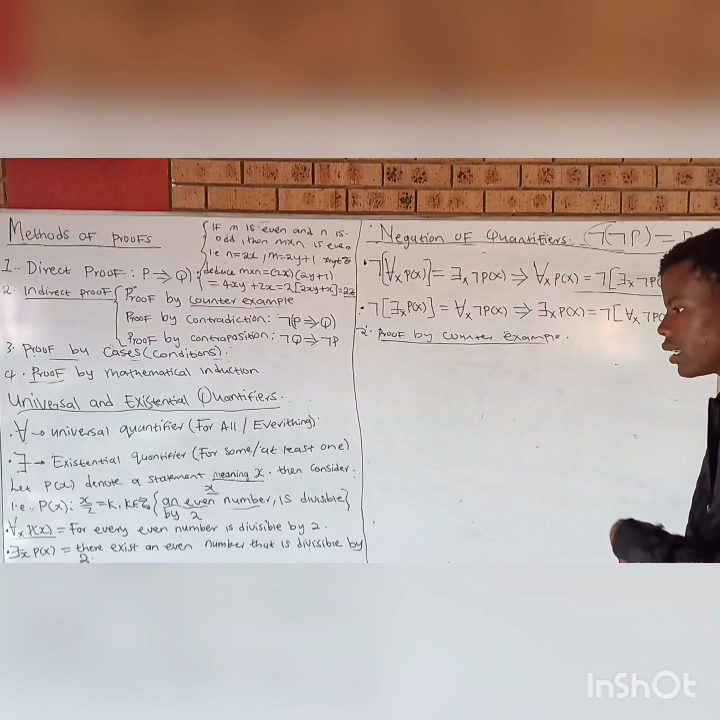 Methods of Proofs
{If m is even and n is
odd, then mxn is even
i.e n=2x, m=2y+1 x,y∈Z
1. Direct Proof: P⇒Q
deduce mxn=(2x)(2y+1)
= 4xy +2x=2[2xy+x]=2z
2. Indirect proof { Proof by counter example
Proof by contradiction: ¬(P⇒Q)
Proof by contraposition: ¬Q→¬P
3. Proof by cases (conditions).
4. Proof by mathematical induction
Universal and Existential Quantifiers.
. ∀ → universal quantifier (For All / Everithing).
. ∃ → Existential quantifier (For some/at least one)
Let P(x) denote a statement meaning x. then consider:
i.e. P(x): x/2 = k, k∈Z {an even number, x is divisible
by 2}
. ∀x P(x) = For every even number is divisible by 2.
. ∃x P(x) = there exist an even number that is divisible by
2.
. Negation of Quantifiers. ¬(¬P) = P
. ¬[∀x P(x)] = ∃x ¬P(x) ⇒ ∀x P(x) = ¬[∃x ¬P(
. ¬[∃x P(x)] = ∀x ¬P(x) ⇒ ∃x P(x) = ¬[∀x ¬P(x)
2. Proof by counter Example.
InShOt